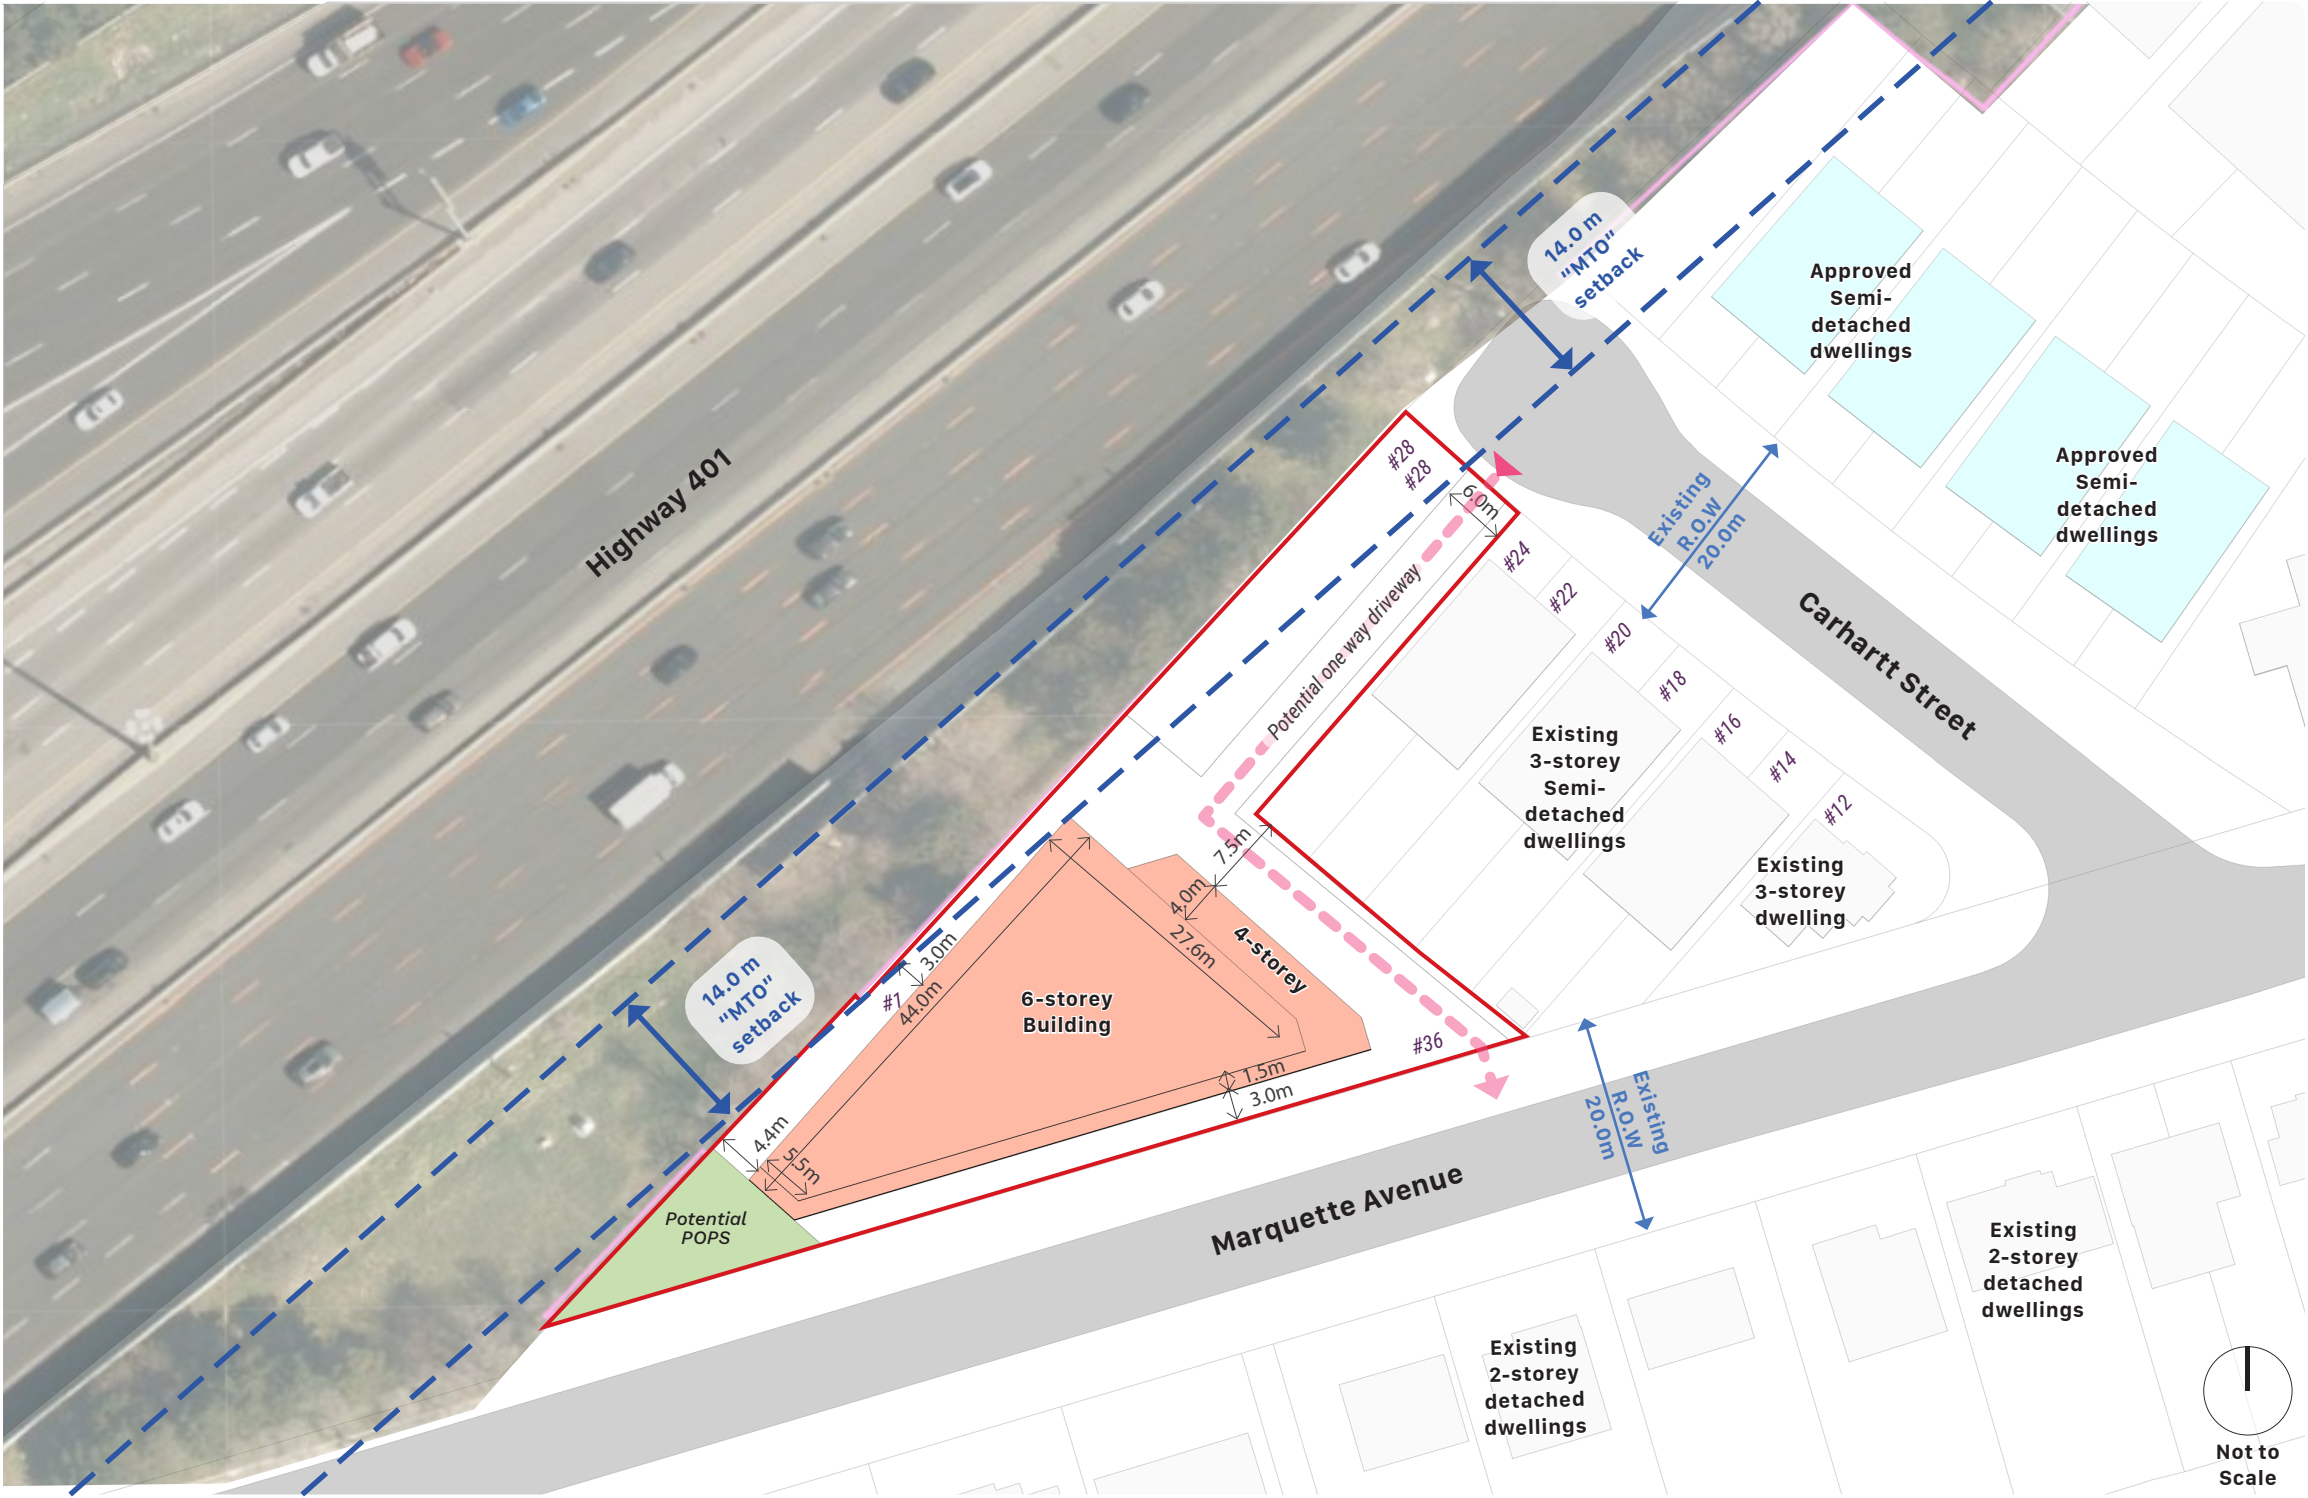 14.0 m
"MTO"
setback
Approved
Semi-
detached
dwellings
Approved
Semi-
detached
dwellings
Highway 401
#28
#28
6.0m
Existing
R.O.W
20.0m
#24
#22
#20
#18
#16
#14
#12
Carhartt Street
Potential one way driveway
Existing
3-storey
Semi-
detached
dwellings
Existing
3-storey
dwelling
7.5m
4.0m
27.6m
4-storey
3.0m
#1
44.0m
6-storey
Building
14.0 m
"MTO"
setback
#36
1.5m
3.0m
4.4m
5.5m
Existing
R.O.W
20.0m
Potential
POPS
Marquette Avenue
Existing
2-storey
detached
dwellings
Existing
2-storey
detached
dwellings
Not to
Scale